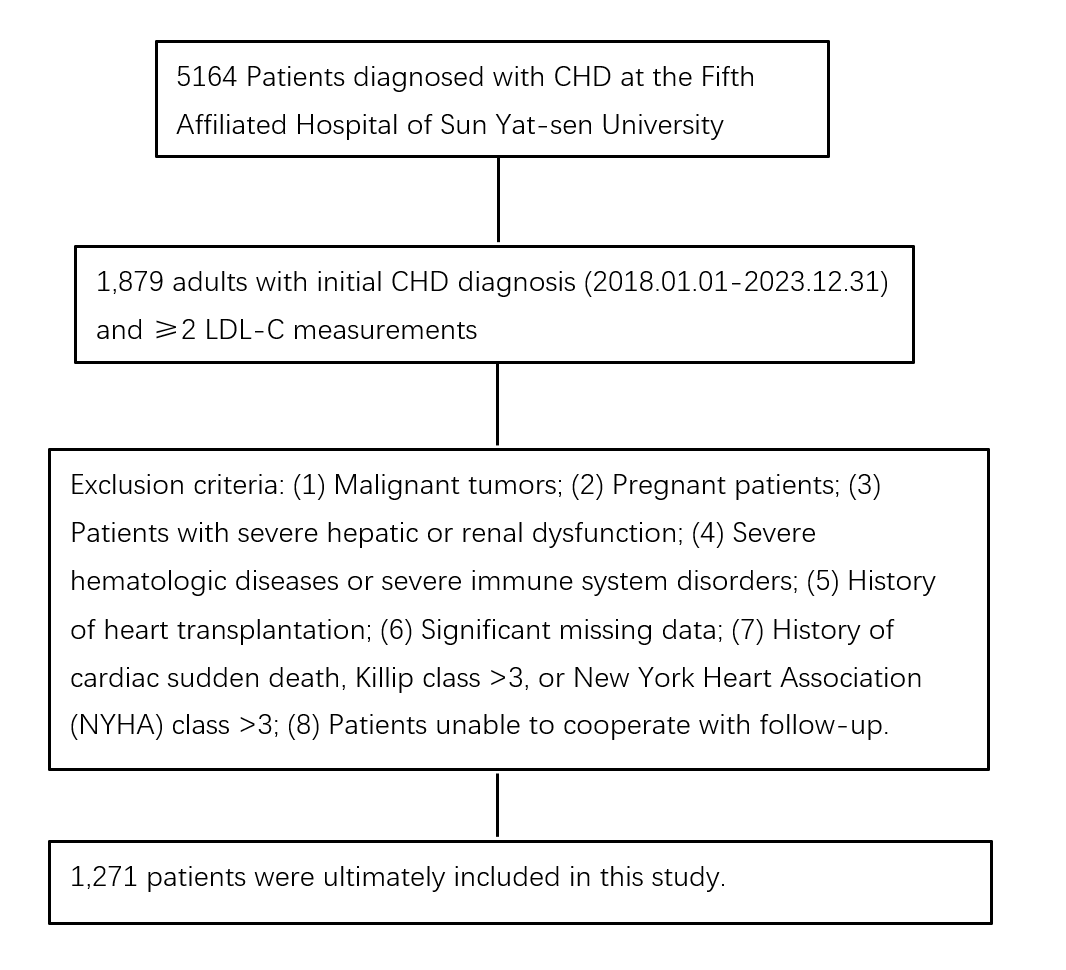 5164 Patients diagnosed with CHD at the Fifth
Affiliated Hospital of Sun Yat-sen University
1,879 adults with initial CHD diagnosis (2018.01.01-2023.12.31)
and ⩾2 LDL-C measurements
Exclusion criteria: (1) Malignant tumors; (2) Pregnant patients; (3)
Patients with severe hepatic or renal dysfunction; (4) Severe
hematologic diseases or severe immune system disorders; (5) History
of heart transplantation; (6) Significant missing data; (7) History of
cardiac sudden death, Killip class >3, or New York Heart Association
(NYHA) class >3; (8) Patients unable to cooperate with follow-up.
1,271 patients were ultimately included in this study.